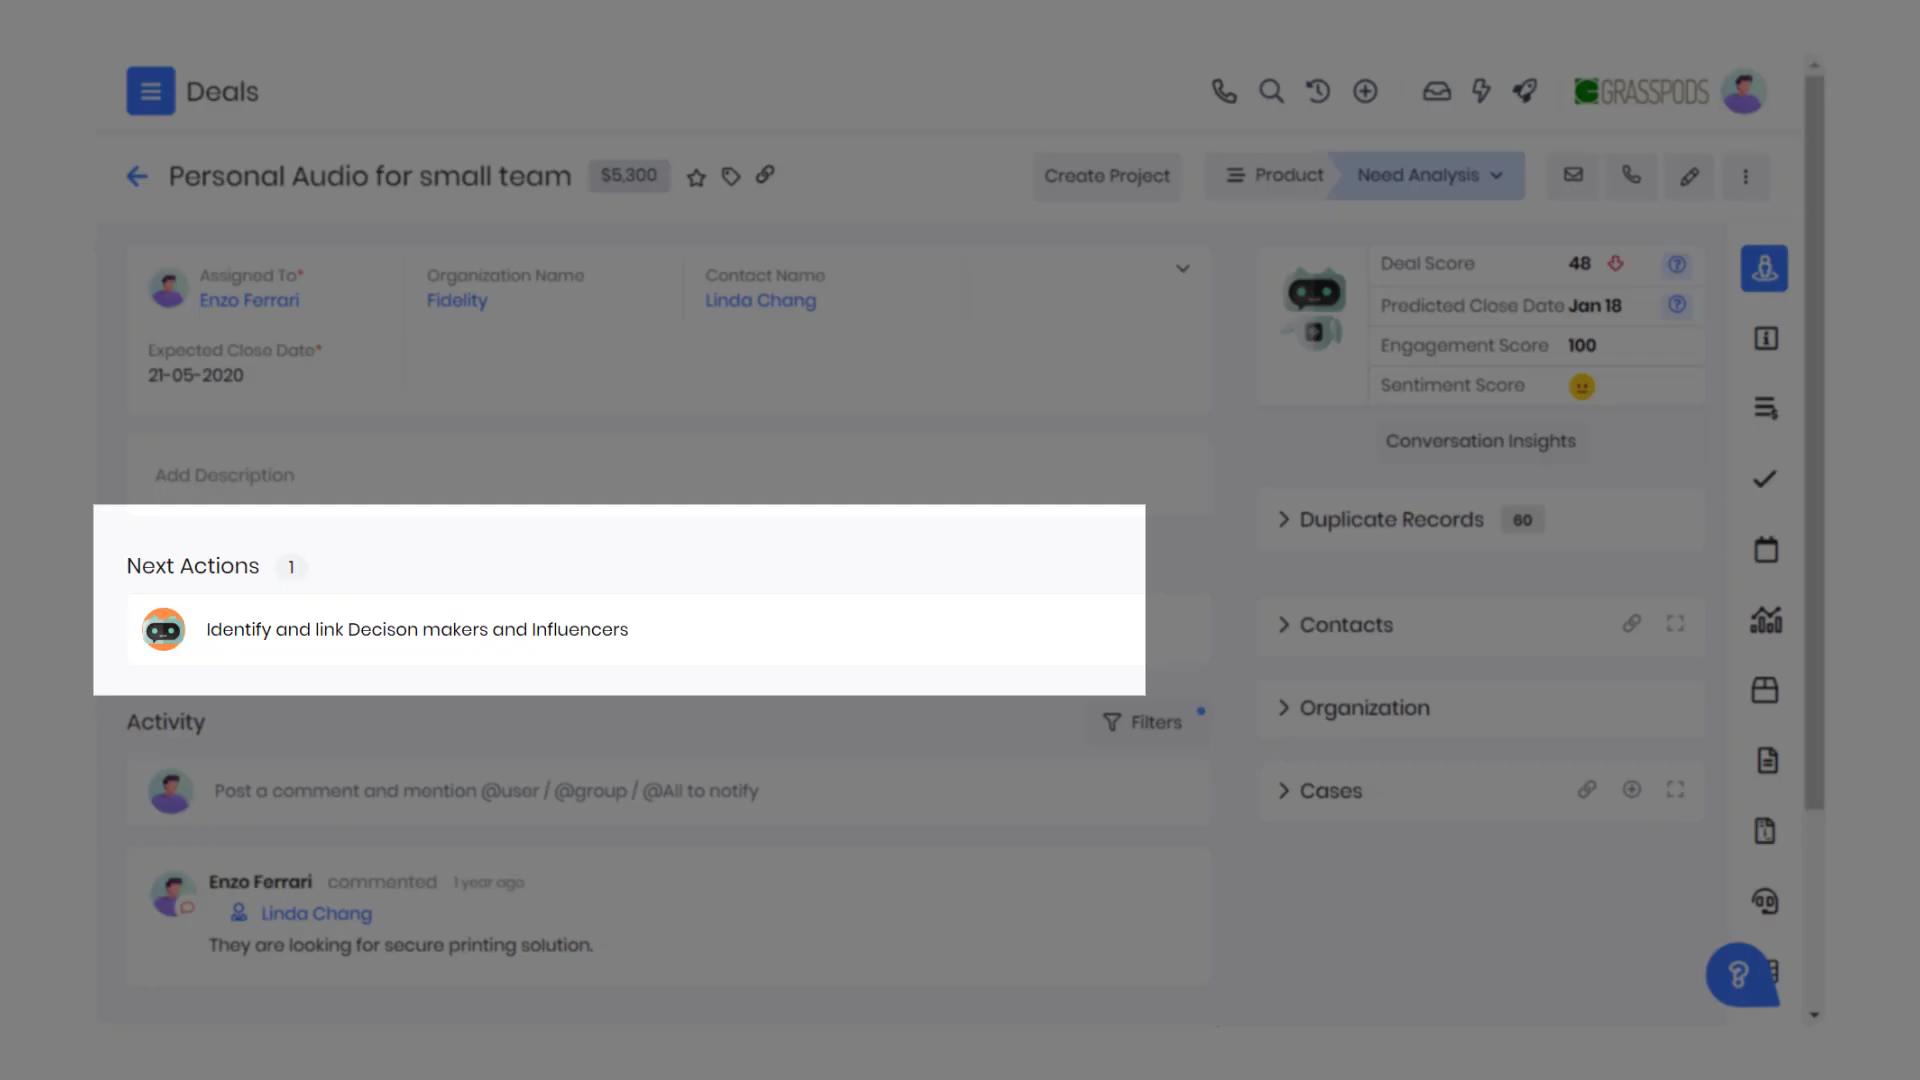 Deals
GRASSPODS
Personal Audio for small team
$5,300
Create Project
Product
Need Analysis
Assigned To*
Enzo Ferrari
Organization Name
Fidelity
Contact Name
Linda Chang
Expected Close Date*
21-05-2020
Deal Score 48
Predicted Close Date Jan 18
Engagement Score 100
Sentiment Score
Conversation Insights
Add Description
Next Actions 1
Identify and link Decison makers and Influencers
Duplicate Records 60
Contacts
Organization
Cases
Activity
Filters
Post a comment and mention @user / @group / @All to notify
Enzo Ferrari commented 1 year ago
Linda Chang
They are looking for secure printing solution.